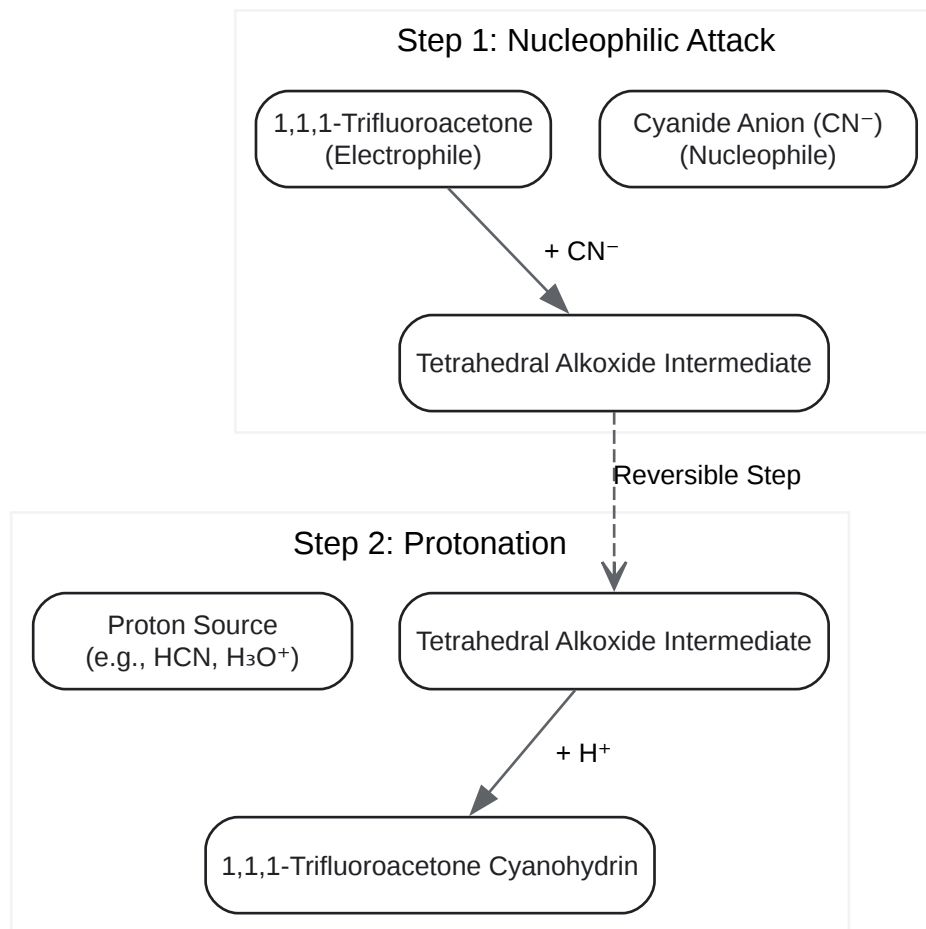 Step 1: Nucleophilic Attack
1,1,1-Trifluoroacetone
(Electrophile)
Cyanide Anion (CN⁻)
(Nucleophile)
+ CN⁻
Tetrahedral Alkoxide Intermediate
Reversible Step
Step 2: Protonation
Proton Source
(e.g., HCN, H₃O⁺)
Tetrahedral Alkoxide Intermediate
+ H⁺
1,1,1-Trifluoroacetone Cyanohydrin